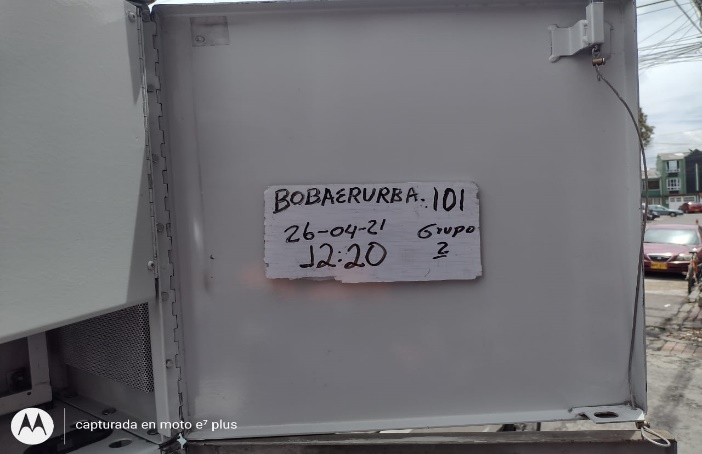 BOBAERURBA. 101
26-04-21 Grupo
12:20 2
capturada en moto e⁷ plus